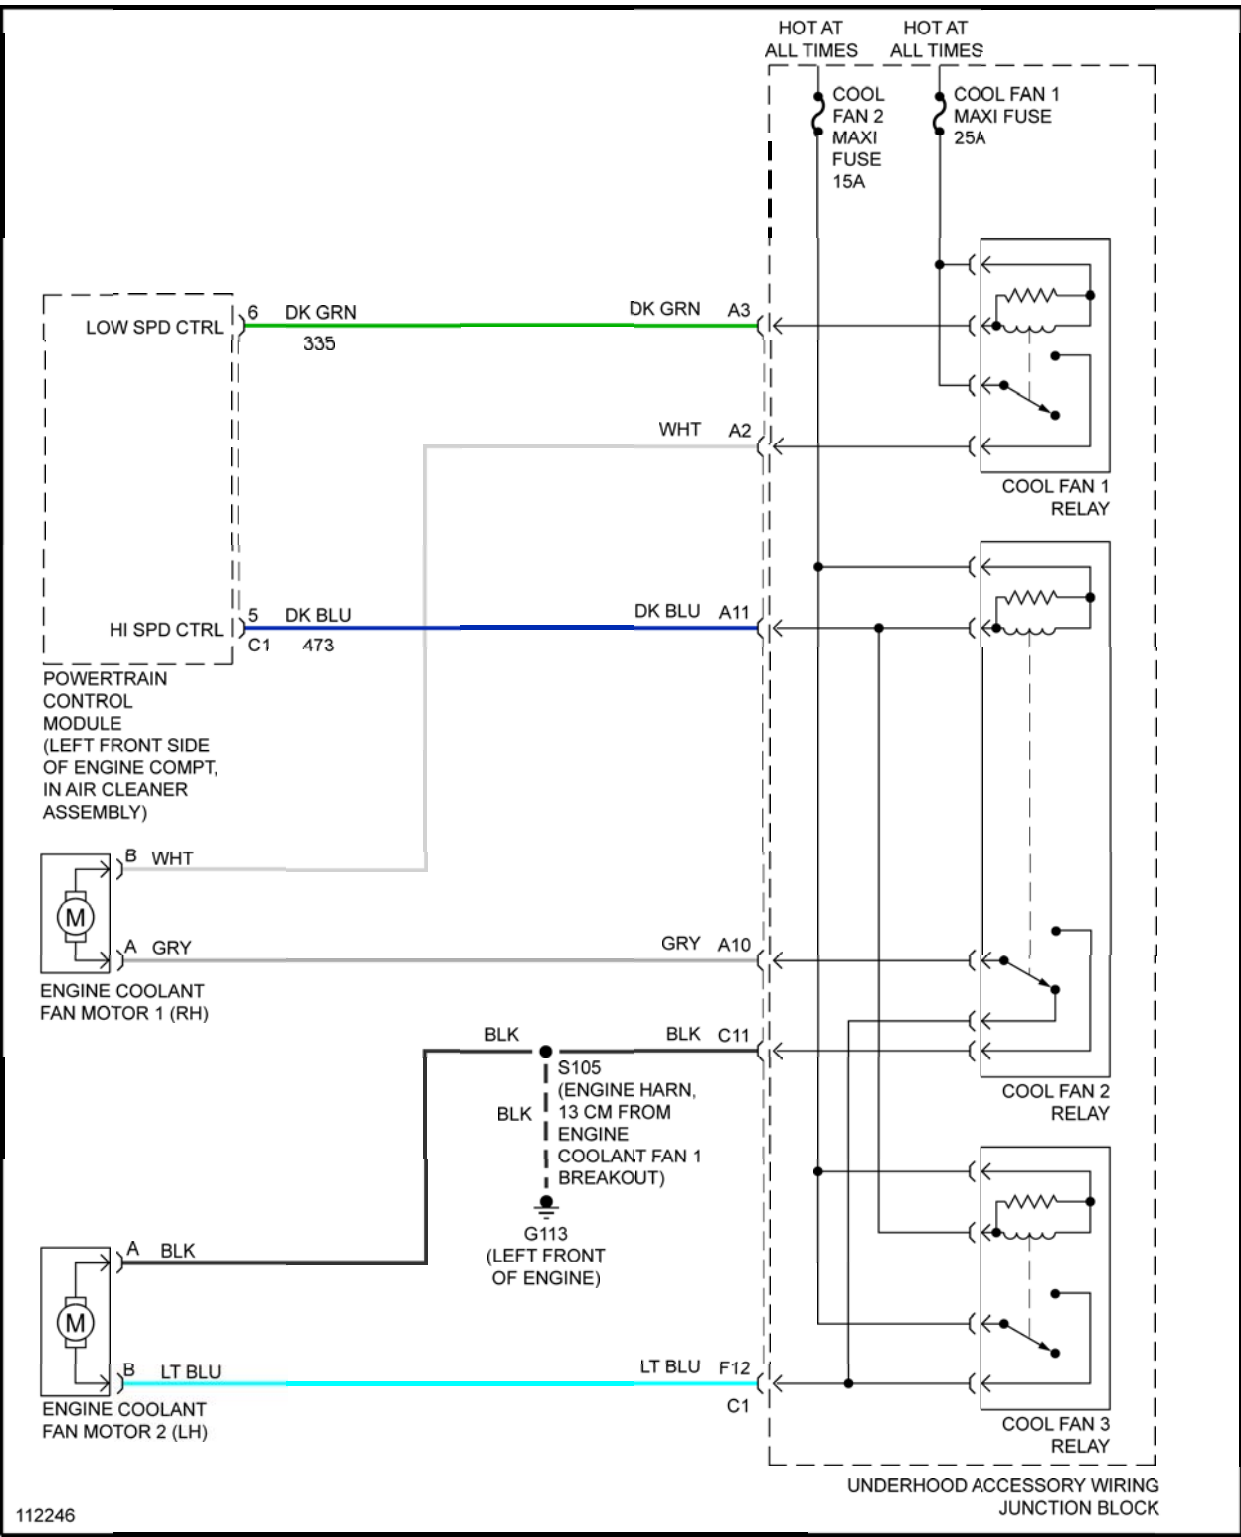 HOT AT
ALL TIMES
HOT AT
ALL TIMES
COOL
FAN 2
MAXI
FUSE
15A
COOL FAN 1
MAXI FUSE
25A
LOW SPD CTRL
6
DK GRN
335
DK GRN
A3
WHT
A2
COOL FAN 1
RELAY
HI SPD CTRL
5
DK BLU
C1
473
DK BLU
A11
POWERTRAIN
CONTROL
MODULE
(LEFT FRONT SIDE
OF ENGINE COMPT,
IN AIR CLEANER
ASSEMBLY)
B
WHT
M
A
GRY
GRY
A10
ENGINE COOLANT
FAN MOTOR 1 (RH)
BLK
BLK
C11
S105
(ENGINE HARN,
13 CM FROM
ENGINE
COOLANT FAN 1
BREAKOUT)
BLK
G113
(LEFT FRONT
OF ENGINE)
COOL FAN 2
RELAY
A
BLK
M
B
LT BLU
LT BLU
F12
C1
ENGINE COOLANT
FAN MOTOR 2 (LH)
COOL FAN 3
RELAY
UNDERHOOD ACCESSORY WIRING
JUNCTION BLOCK
112246